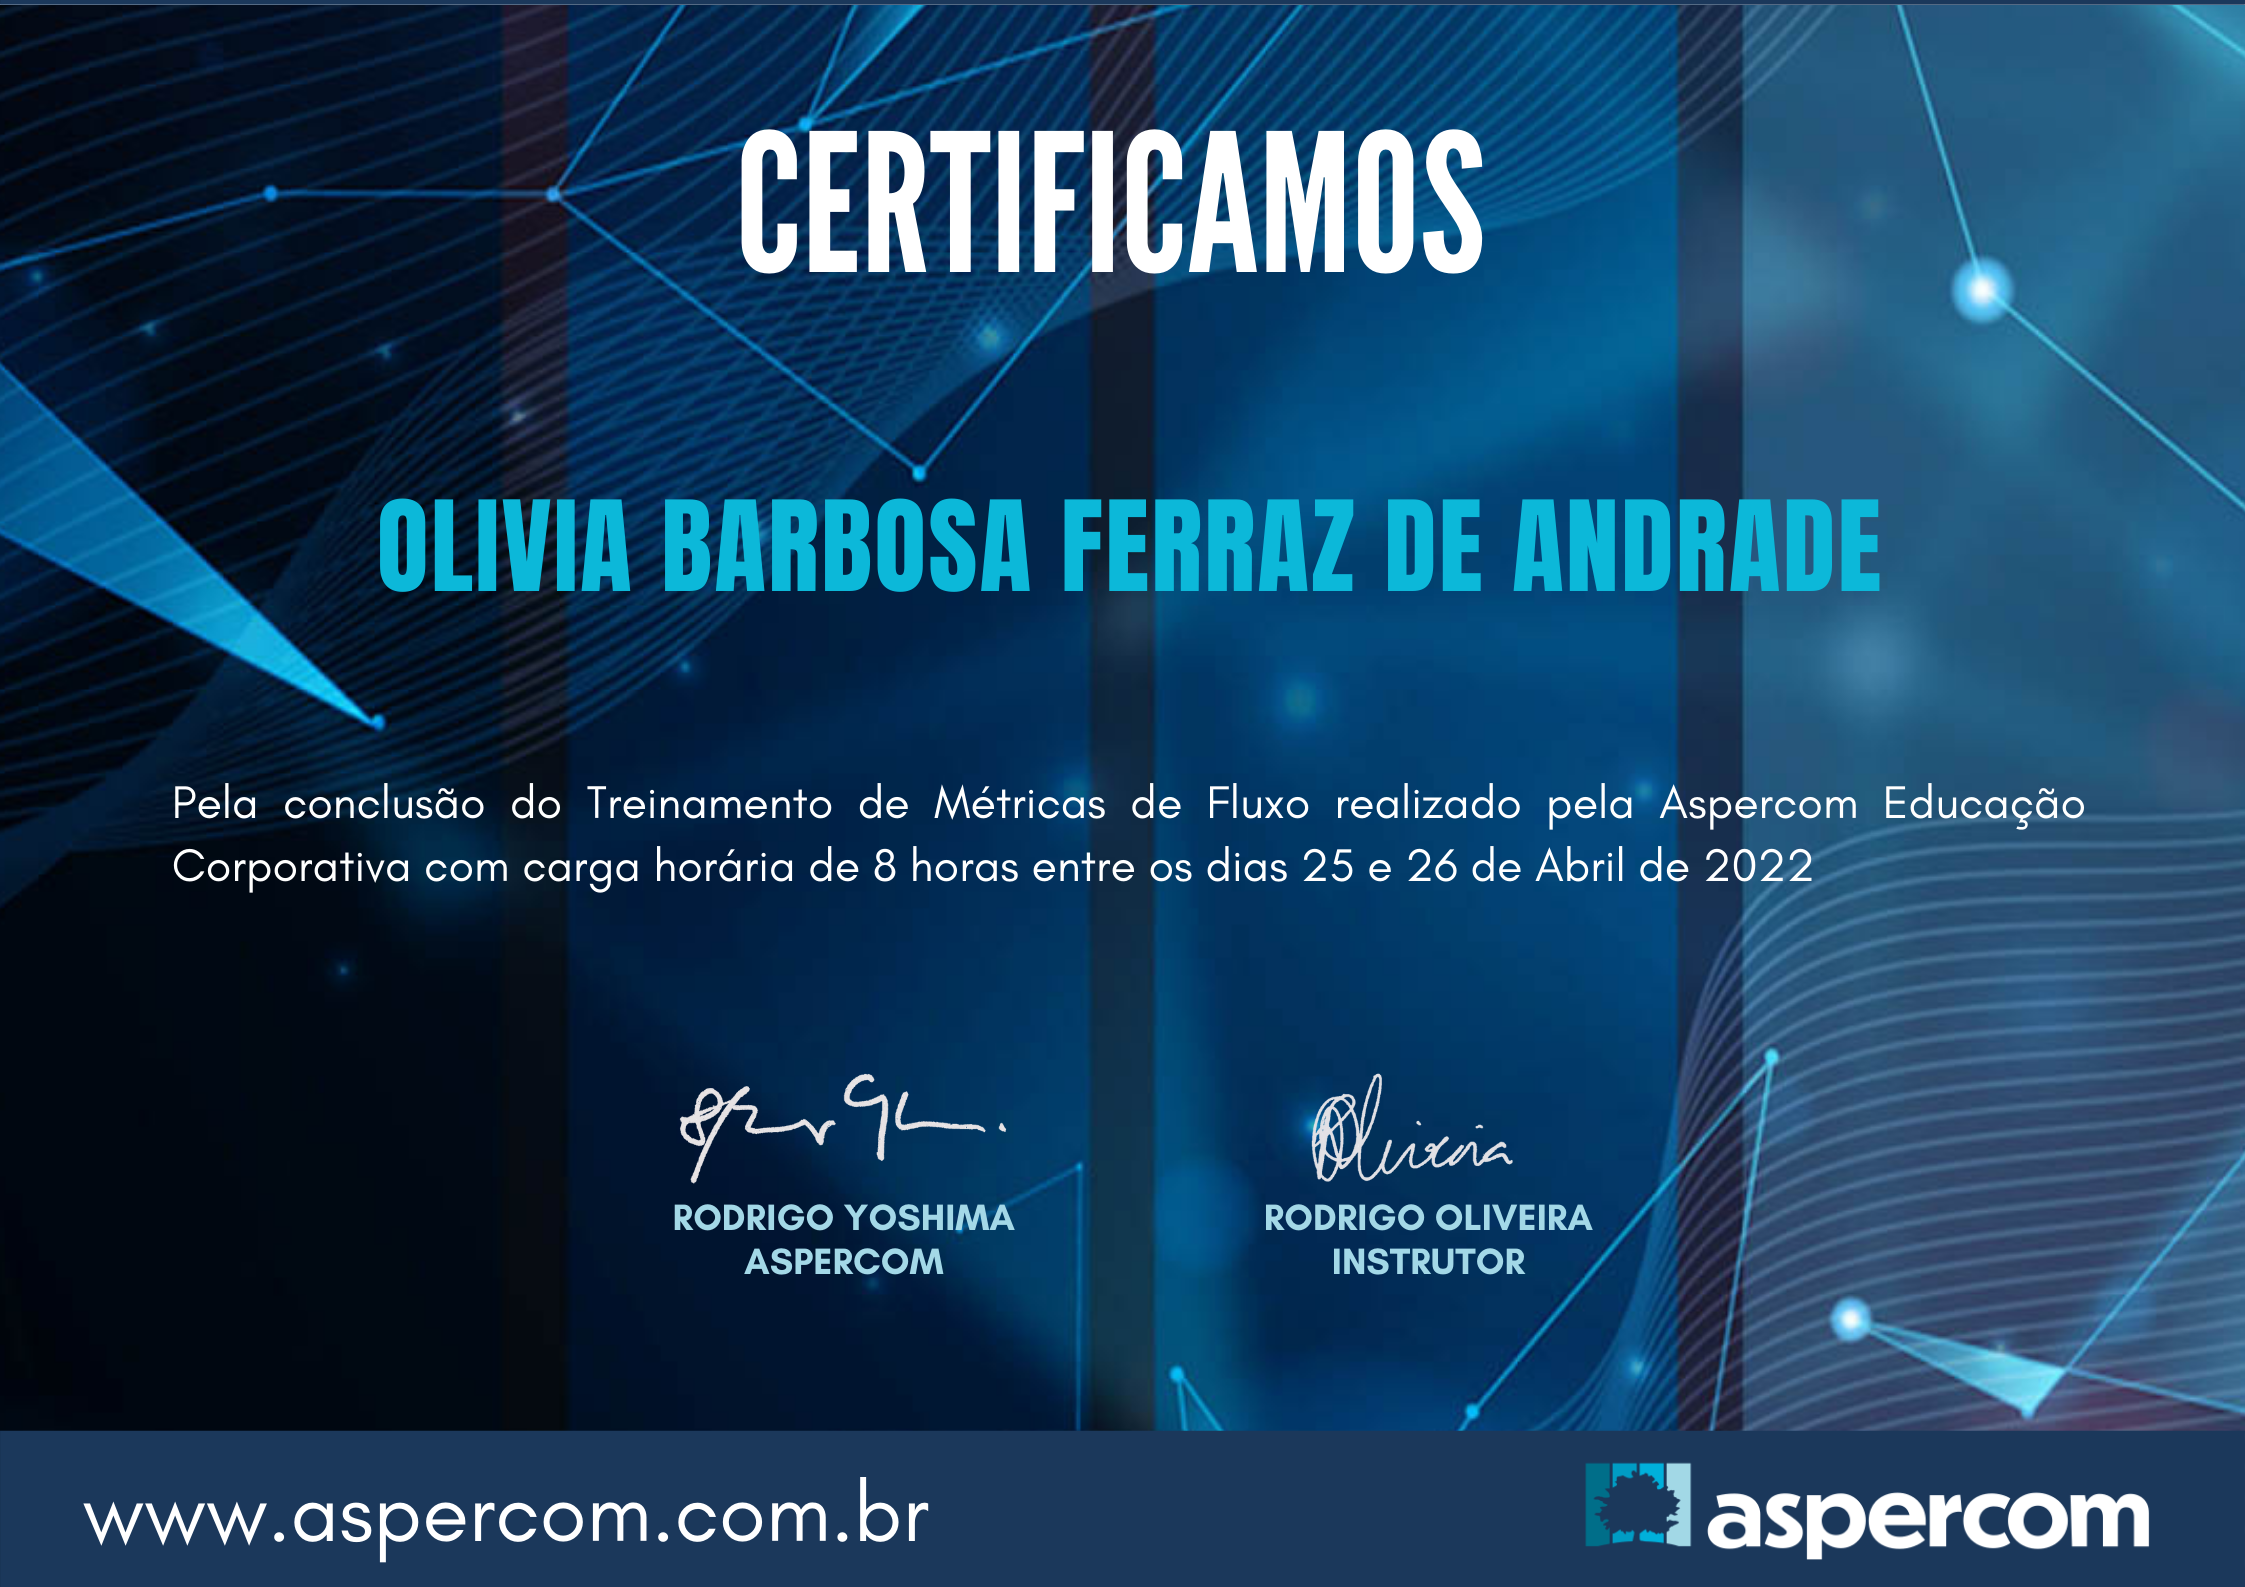 CERTIFICAMOS
OLIVIA BARBOSA FERRAZ DE ANDRADE
Pela conclusão do Treinamento de Métricas de Fluxo realizado pela Aspercom Educação
Corporativa com carga horária de 8 horas entre os dias 25 e 26 de Abril de 2022
Oliveira
RODRIGO YOSHIMA
ASPERCOM
RODRIGO OLIVEIRA
INSTRUTOR
www.aspercom.com.br
aspercom